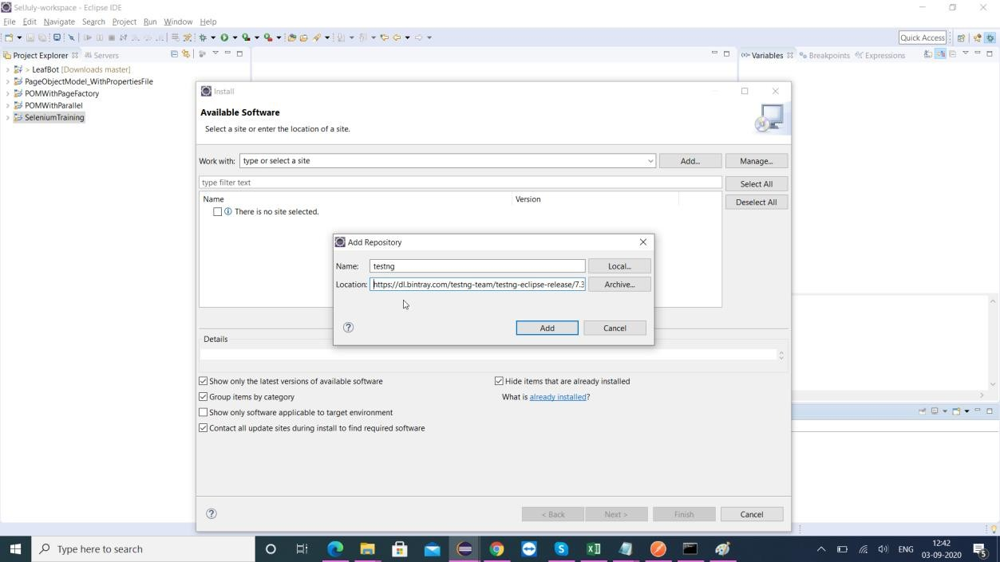 SelJuly-workspace - Eclipse IDE
File Edit Navigate Search Project Run Window Help
Quick Access
Project Explorer Servers
Variables Breakpoints Expressions
> LeafBot [Downloads master]
PageObjectModel_WithPropertiesFile
POMWithPageFactory
POMWithParallel
SeleniumTraining
Install
Available Software
Select a site or enter the location of a site.
Work with: type or select a site Add... Manage...
type filter text Select All
Name Version Deselect All
There is no site selected.
Add Repository
Name: testng Local...
Location: https://dl.bintray.com/testng-team/testng-eclipse-release/7.3 Archive...
Add Cancel
Details
Show only the latest versions of available software Hide items that are already installed
Group items by category What is already installed?
Show only software applicable to target environment
Contact all update sites during install to find required software
< Back Next > Finish Cancel
Type here to search ENG 12:42
03-09-2020 5